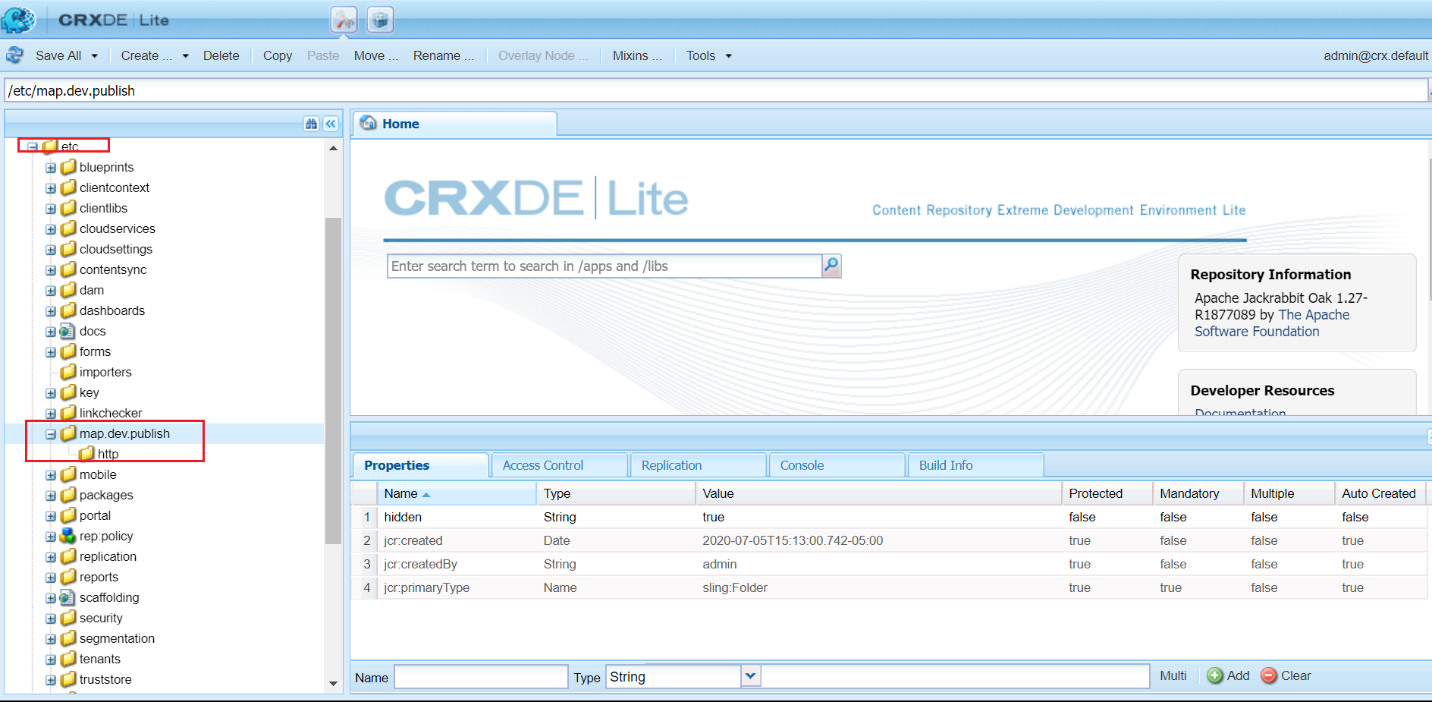 CRXDE | Lite
Save All Create ... Delete Copy Paste Move ... Rename ... Overlay Node ... Mixins ... Tools admin@crx.default
/etc/map.dev.publish
etc
blueprints
clientcontext
clientlibs
cloudservices
cloudsettings
contentsync
dam
dashboards
docs
forms
importers
key
linkchecker
map.dev.publish
http
mobile
packages
portal
rep:policy
replication
reports
scaffolding
security
segmentation
tenants
truststore
Home
CRXDE | Lite
Content Repository Extreme Development Environment Lite
Enter search term to search in /apps and /libs
Repository Information
Apache Jackrabbit Oak 1.27-
R1877089 by The Apache
Software Foundation
Developer Resources
Documentation
Properties Access Control Replication Console Build Info
Name Type Value Protected Mandatory Multiple Auto Created
1 hidden String true false false false false
2 jcr:created Date 2020-07-05T15:13:00.742-05:00 true false false true
3 jcr:createdBy String admin true false false true
4 jcr:primaryType Name sling:Folder true true false true
Name Type String Multi Add Clear